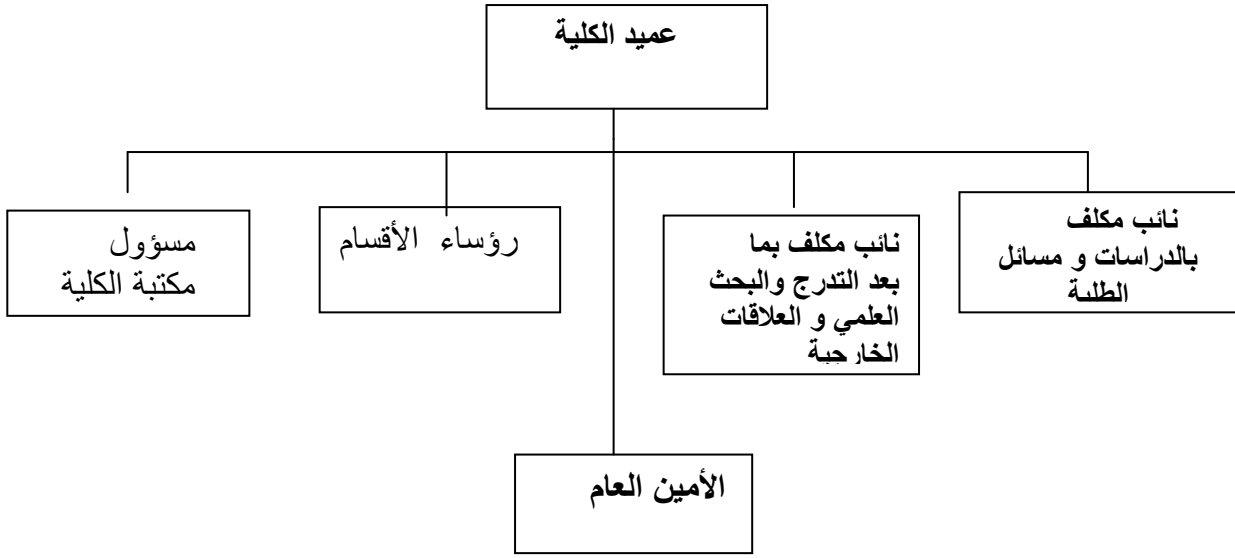 عميد الكلية
نائب مكلف
بالدراسات و مسائل
الطلبة
نائب مكلف بما
بعد التدرج والبحث
العلمي و العلاقات
الخارجية
رؤساء الأقسام
مسؤول
مكتبة الكلية
الأمين العام